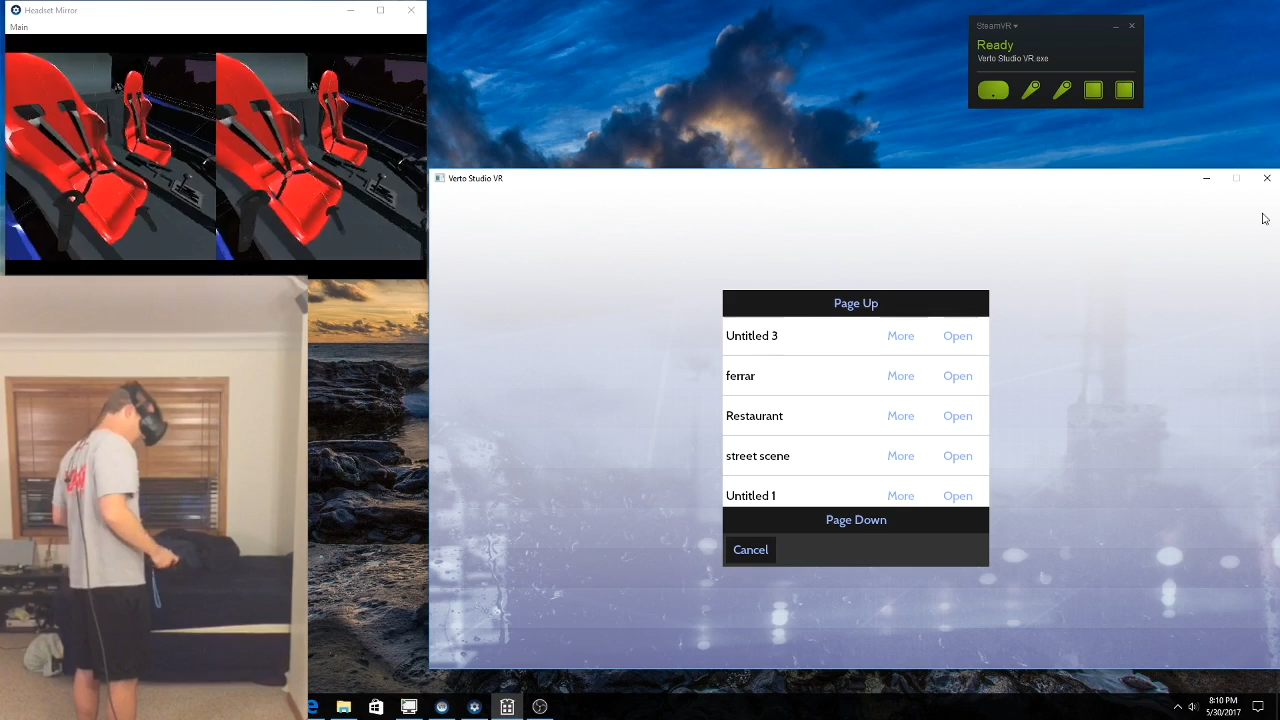 Headset Mirror
Main
SteamVR
Ready
Verto Studio VR.exe
Verto Studio VR
Page Up
Untitled 3 More Open
ferrar More Open
Restaurant More Open
street scene More Open
Untitled 1 More Open
Page Down
Cancel
8:10 PM
5/30/2017